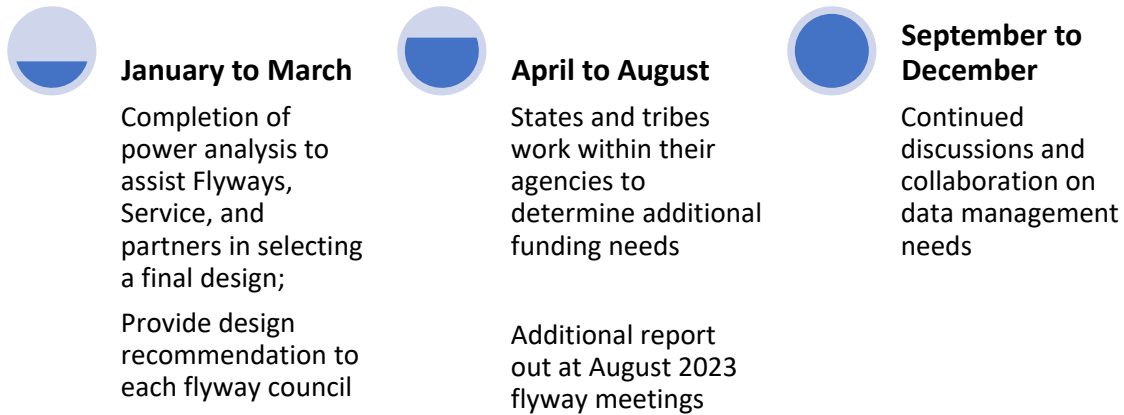 January to March
Completion of
power analysis to
assist Flyways,
Service, and
partners in selecting
a final design;
Provide design
recommendation to
each flyway council
April to August
States and tribes
work within their
agencies to
determine additional
funding needs
Additional report
out at August 2023
flyway meetings
September to
December
Continued
discussions and
collaboration on
data management
needs